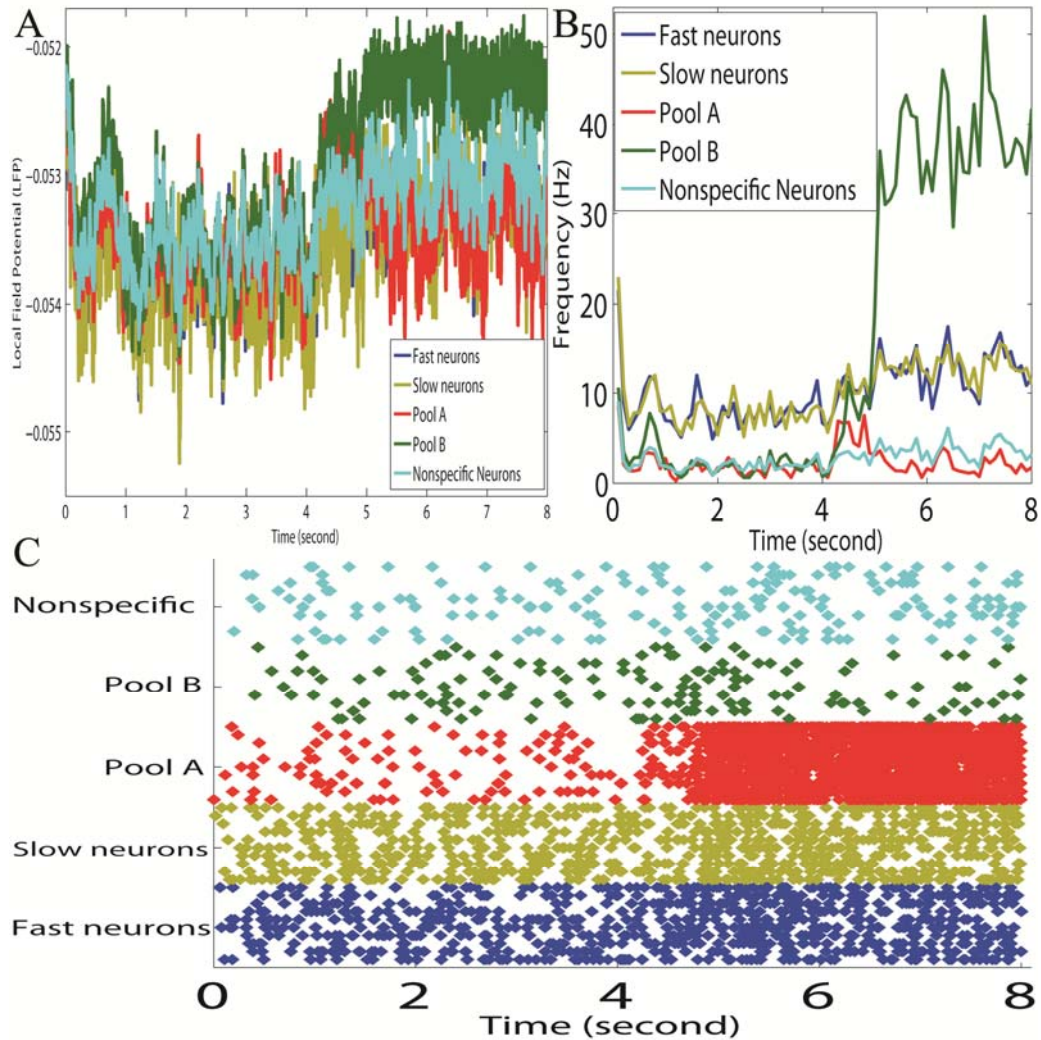 A
−0.052
−0.053
−0.054
−0.055
Local Field Potential (LFP)
Fast neurons
Slow neurons
Pool A
Pool B
Nonspecific Neurons
0 1 2 3 4 5 6 7 8
Time (second)
B
50
40
30
20
10
0
Frequency (Hz)
Fast neurons
Slow neurons
Pool A
Pool B
Nonspecific Neurons
0 2 4 6 8
Time (second)
C
Nonspecific
Pool B
Pool A
Slow neurons
Fast neurons
0 2 4 6 8
Time (second)